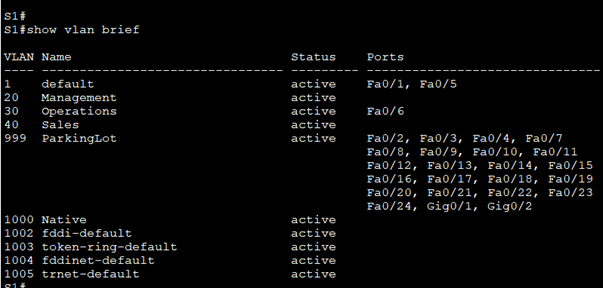 S1#
S1#show vlan brief
VLAN Name                             Status    Ports
---- -------------------------------- --------- -------------------------------
1    default                          active    Fa0/1, Fa0/5
20   Management                       active
30   Operations                       active    Fa0/6
40   Sales                            active
999  ParkingLot                       active    Fa0/2, Fa0/3, Fa0/4, Fa0/7
                                                Fa0/8, Fa0/9, Fa0/10, Fa0/11
                                                Fa0/12, Fa0/13, Fa0/14, Fa0/15
                                                Fa0/16, Fa0/17, Fa0/18, Fa0/19
                                                Fa0/20, Fa0/21, Fa0/22, Fa0/23
                                                Fa0/24, Gig0/1, Gig0/2
1000 Native                           active
1002 fddi-default                     active
1003 token-ring-default               active
1004 fddinet-default                  active
1005 trnet-default                    active
S1#